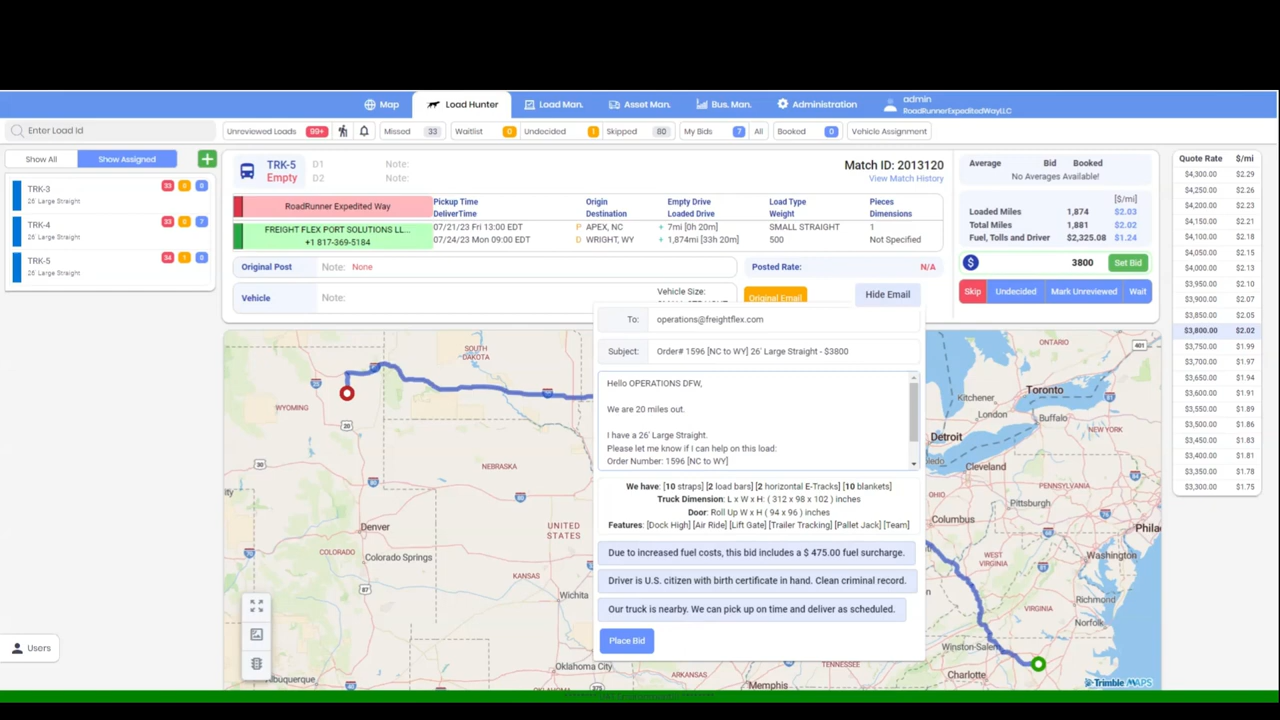 Map
Load Hunter
Load Man.
Asset Man.
Bus. Man.
Administration
admin
RoadRunnerExpeditedWayLLC
Enter Load Id
Unreviewed Loads 99+
Missed 33
Waitlist 0
Undecided 1
Skipped 80
My Bids 7
All
Booked 0
Vehicle Assignment
Show All
Show Assigned
TRK-3 33 0 0
26' Large Straight
TRK-4 33 0 7
26' Large Straight
TRK-5 34 1 0
26' Large Straight
Users
TRK-5
Empty
D1 Note:
D2 Note:
Match ID: 2013120
View Match History
RoadRunner Expedited Way
FREIGHT FLEX PORT SOLUTIONS LL...
+1 817-369-5184
Pickup Time Origin Empty Drive Load Type Pieces
DeliverTime Destination Loaded Drive Weight Dimensions
07/21/23 Fri 13:00 EDT P APEX, NC + 7mi [0h 20m] SMALL STRAIGHT 1
07/24/23 Mon 09:00 EDT D WRIGHT, WY + 1,874mi [33h 20m] 500 Not Specified
Original Post Note: None
Posted Rate: N/A
Vehicle Note: Vehicle Size:
Original Email
Hide Email
Average Bid Booked
No Averages Available!
[$/mi]
Loaded Miles 1,874 $2.03
Total Miles 1,881 $2.02
Fuel, Tolls and Driver $2,325.08 $1.24
$ 3800 Set Bid
Skip Undecided Mark Unreviewed Wait
To: operations@freightflex.com
Subject: Order# 1596 [NC to WY] 26' Large Straight - $3800
Hello OPERATIONS DFW,
We are 20 miles out.
I have a 26' Large Straight.
Please let me know if I can help on this load:
Order Number: 1596 [NC to WY]
We have: [10 straps] [2 load bars] [2 horizontal E-Tracks] [10 blankets]
Truck Dimension: L x W x H: ( 312 x 98 x 102 ) inches
Door: Roll Up W x H ( 94 x 96 ) inches
Features: [Dock High] [Air Ride] [Lift Gate] [Trailer Tracking] [Pallet Jack] [Team]
Due to increased fuel costs, this bid includes a $ 475.00 fuel surcharge.
Driver is U.S. citizen with birth certificate in hand. Clean criminal record.
Our truck is nearby. We can pick up on time and deliver as scheduled.
Place Bid
Quote Rate $/mi
$4,300.00 $2.29
$4,250.00 $2.26
$4,200.00 $2.23
$4,150.00 $2.21
$4,100.00 $2.18
$4,050.00 $2.15
$4,000.00 $2.13
$3,950.00 $2.10
$3,900.00 $2.07
$3,850.00 $2.05
$3,800.00 $2.02
$3,750.00 $1.99
$3,700.00 $1.97
$3,650.00 $1.94
$3,600.00 $1.91
$3,550.00 $1.89
$3,500.00 $1.86
$3,450.00 $1.83
$3,400.00 $1.81
$3,350.00 $1.78
$3,300.00 $1.75
SOUTH
DAKOTA
WYOMING
NEBRASKA
UNITED
STATES
Denver
COLORADO
Colorado Springs
KANSAS
Wichita
Oklahoma City
ARKANSAS
Memphis
TENNESSEE
ONTARIO
401
Toronto
Kitchener
London
Buffalo
NEW YORK
Detroit
Cleveland
PENNSYLVANIA
Pittsburgh
Columbus
WEST
VIRGINIA
Washington
Richmond
VIRGINIA
Norfolk
Winston-Salem
Charlotte
Trimble MAPS